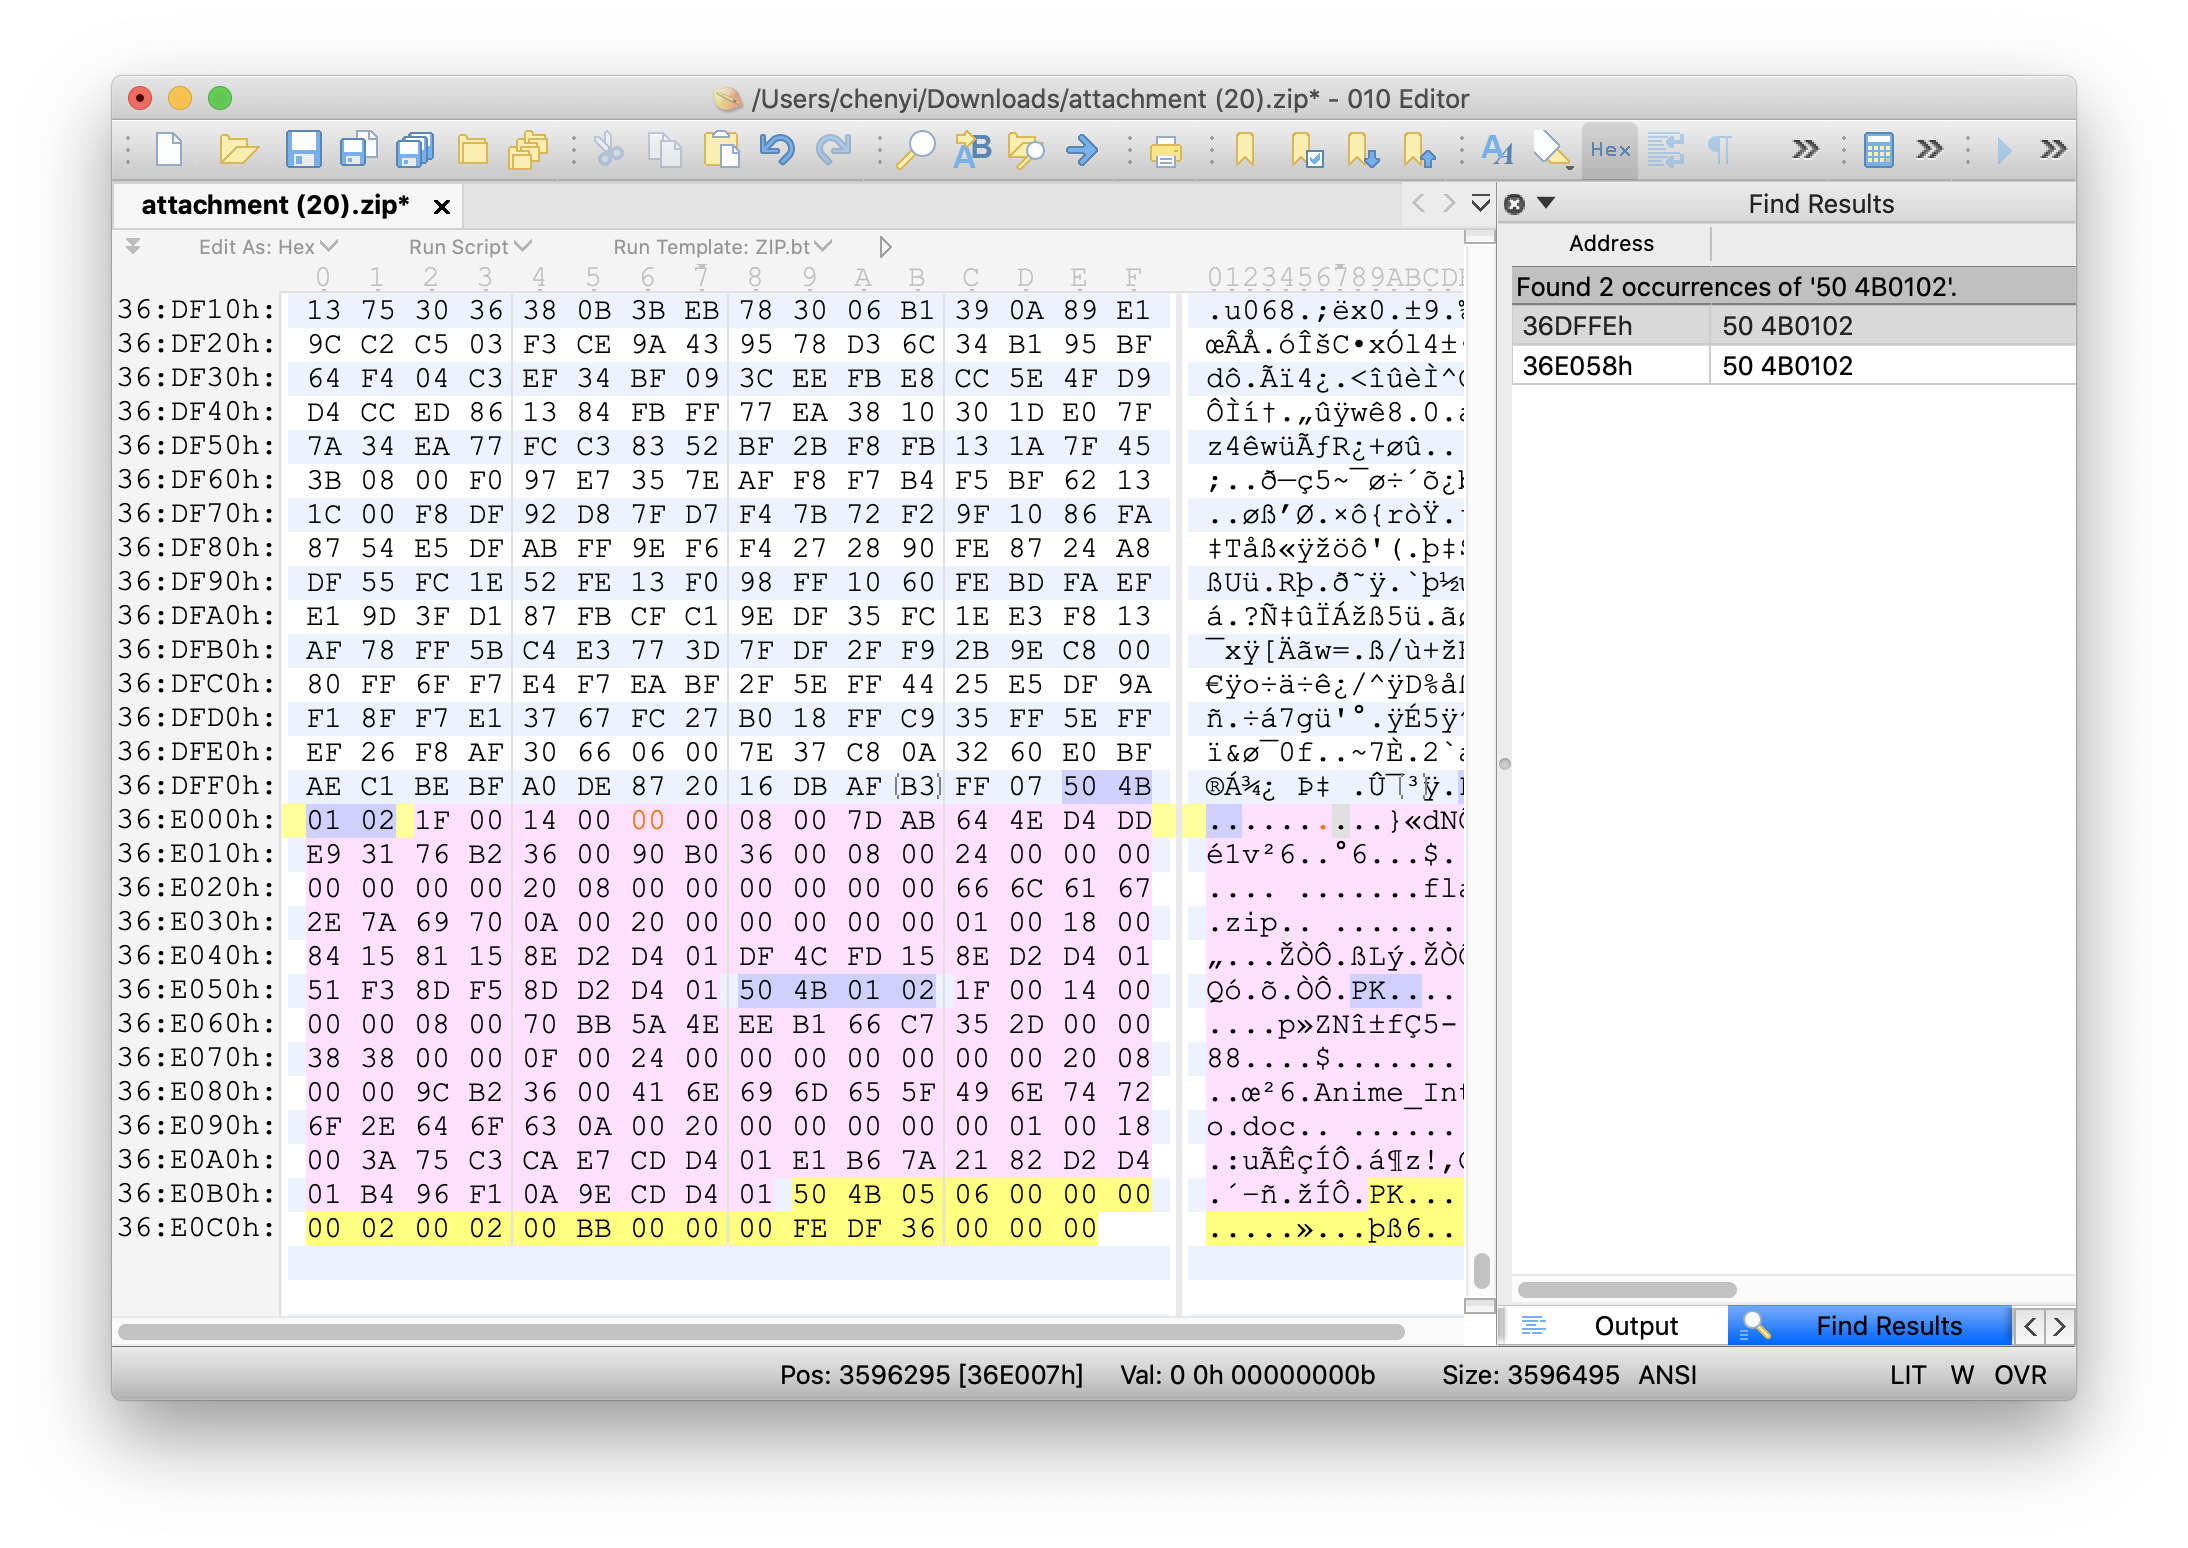 /Users/chenyi/Downloads/attachment (20).zip* - 010 Editor
Hex
attachment (20).zip*
Find Results
Edit As: Hex Run Script Run Template: ZIP.bt
Address
0 1 2 3 4 5 6 7 8 9 A B C D E F 0123456789ABCD
Found 2 occurrences of '50 4B0102'.
36DFFEh 50 4B0102
36E058h 50 4B0102
36:DF10h: 13 75 30 36 38 0B 3B EB 78 30 06 B1 39 0A 89 E1 .u068.;ëx0.±9.
36:DF20h: 9C C2 C5 03 F3 CE 9A 43 95 78 D3 6C 34 B1 95 BF œÂÅ.óÎšC•xÓl4±
36:DF30h: 64 F4 04 C3 EF 34 BF 09 3C EE FB E8 CC 5E 4F D9 dô.Ãï4¿.<îûèÌ^
36:DF40h: D4 CC ED 86 13 84 FB FF 77 EA 38 10 30 1D E0 7F ÔÌí†.„ûÿwê8.0.
36:DF50h: 7A 34 EA 77 FC C3 83 52 BF 2B F8 FB 13 1A 7F 45 z4êwüÃƒR¿+øû..
36:DF60h: 3B 08 00 F0 97 E7 35 7E AF F8 F7 B4 F5 BF 62 13 ;..ð—ç5~¯ø÷´õ¿
36:DF70h: 1C 00 F8 DF 92 D8 7F D7 F4 7B 72 F2 9F 10 86 FA ..øß’Ø.×ô{ròŸ.
36:DF80h: 87 54 E5 DF AB FF 9E F6 F4 27 28 90 FE 87 24 A8 ‡Tåß«ÿžöô'(.þ‡
36:DF90h: DF 55 FC 1E 52 FE 13 F0 98 FF 10 60 FE BD FA EF ßUü.Rþ.ð˜ÿ.`þ½
36:DFA0h: E1 9D 3F D1 87 FB CF C1 9E DF 35 FC 1E E3 F8 13 á.?Ñ‡ûÏÁžß5ü.ã
36:DFB0h: AF 78 FF 5B C4 E3 77 3D 7F DF 2F F9 2B 9E C8 00 ¯xÿ[Äãw=.ß/ù+ž
36:DFC0h: 80 FF 6F F7 E4 F7 EA BF 2F 5E FF 44 25 E5 DF 9A €ÿo÷ä÷ê¿/^ÿD%å
36:DFD0h: F1 8F F7 E1 37 67 FC 27 B0 18 FF C9 35 FF 5E FF ñ.÷á7gü'°.ÿÉ5ÿ
36:DFE0h: EF 26 F8 AF 30 66 06 00 7E 37 C8 0A 32 60 E0 BF ï&ø¯0f..~7È.2`
36:DFF0h: AE C1 BE BF A0 DE 87 20 16 DB AF B3 FF 07 50 4B ®Á¾¿ Þ‡ .Û¯³ÿ.
36:E000h: 01 02 1F 00 14 00 00 00 08 00 7D AB 64 4E D4 DD ..........}«dN
36:E010h: E9 31 76 B2 36 00 90 B0 36 00 08 00 24 00 00 00 é1v²6..°6...$.
36:E020h: 00 00 00 00 20 08 00 00 00 00 00 00 66 6C 61 67 .... .......fl
36:E030h: 2E 7A 69 70 0A 00 20 00 00 00 00 00 01 00 18 00 .zip.. .......
36:E040h: 84 15 81 15 8E D2 D4 01 DF 4C FD 15 8E D2 D4 01 „...ŽÒÔ.ßLý.ŽÒ
36:E050h: 51 F3 8D F5 8D D2 D4 01 50 4B 01 02 1F 00 14 00 Qó.õ.ÒÔ.PK....
36:E060h: 00 00 08 00 70 BB 5A 4E EE B1 66 C7 35 2D 00 00 ....p»ZNî±fÇ5-
36:E070h: 38 38 00 00 0F 00 24 00 00 00 00 00 00 00 20 08 88....$.......
36:E080h: 00 00 9C B2 36 00 41 6E 69 6D 65 5F 49 6E 74 72 ..œ²6.Anime_In
36:E090h: 6F 2E 64 6F 63 0A 00 20 00 00 00 00 00 01 00 18 o.doc.. ......
36:E0A0h: 00 3A 75 C3 CA E7 CD D4 01 E1 B6 7A 21 82 D2 D4 .:uÃÊçÍÔ.á¶z!‚
36:E0B0h: 01 B4 96 F1 0A 9E CD D4 01 50 4B 05 06 00 00 00 .´–ñ.žÍÔ.PK...
36:E0C0h: 00 02 00 02 00 BB 00 00 00 FE DF 36 00 00 00 .....»...þß6..
Output Find Results
Pos: 3596295 [36E007h] Val: 0 0h 00000000b Size: 3596495 ANSI LIT W OVR